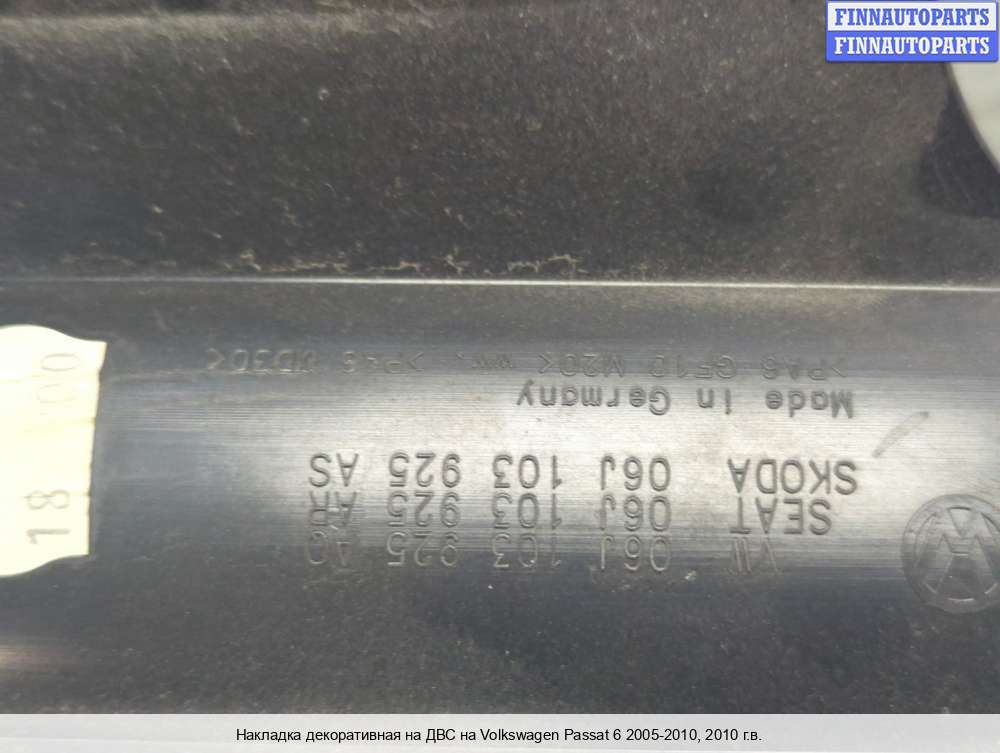 FINNAUTOPARTS
FINNAUTOPARTS
VW 06J 103 925 AQ
SEAT 06J 103 925 AR
SKODA 06J 103 925 AS
Made in Germany
>PA6 GF10 M20<
18
Накладка декоративная на ДВС на Volkswagen Passat 6 2005-2010, 2010 г.в.